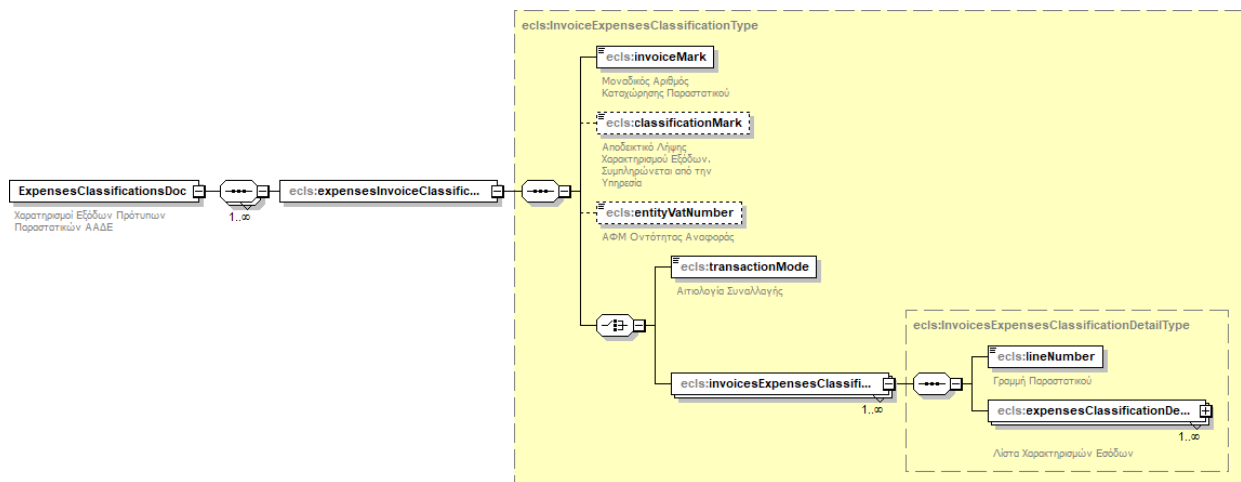 ecls:InvoiceExpensesClassificationType
ecls:invoiceMark
Μοναδικός Αριθμός
Καταχώρησης Παραστατικού
ecls:classificationMark
Αποδεικτικό Λήψης
Χαρακτηρισμού Εξόδων.
Συμπληρώνεται από την
Υπηρεσία
ExpensesClassificationsDoc
Χαρατηρισμοί Εξόδων Πρότυπων
Παραστατικών ΑΑΔΕ
1..∞
ecls:expensesInvoiceClassific...
ecls:entityVatNumber
ΑΦΜ Οντότητας Αναφοράς
ecls:transactionMode
Αιτιολογία Συναλλαγής
ecls:invoicesExpensesClassifi...
1..∞
ecls:InvoicesExpensesClassificationDetailType
ecls:lineNumber
Γραμμή Παραστατικού
ecls:expensesClassificationDe...
1..∞
Λίστα Χαρακτηρισμών Εσόδων